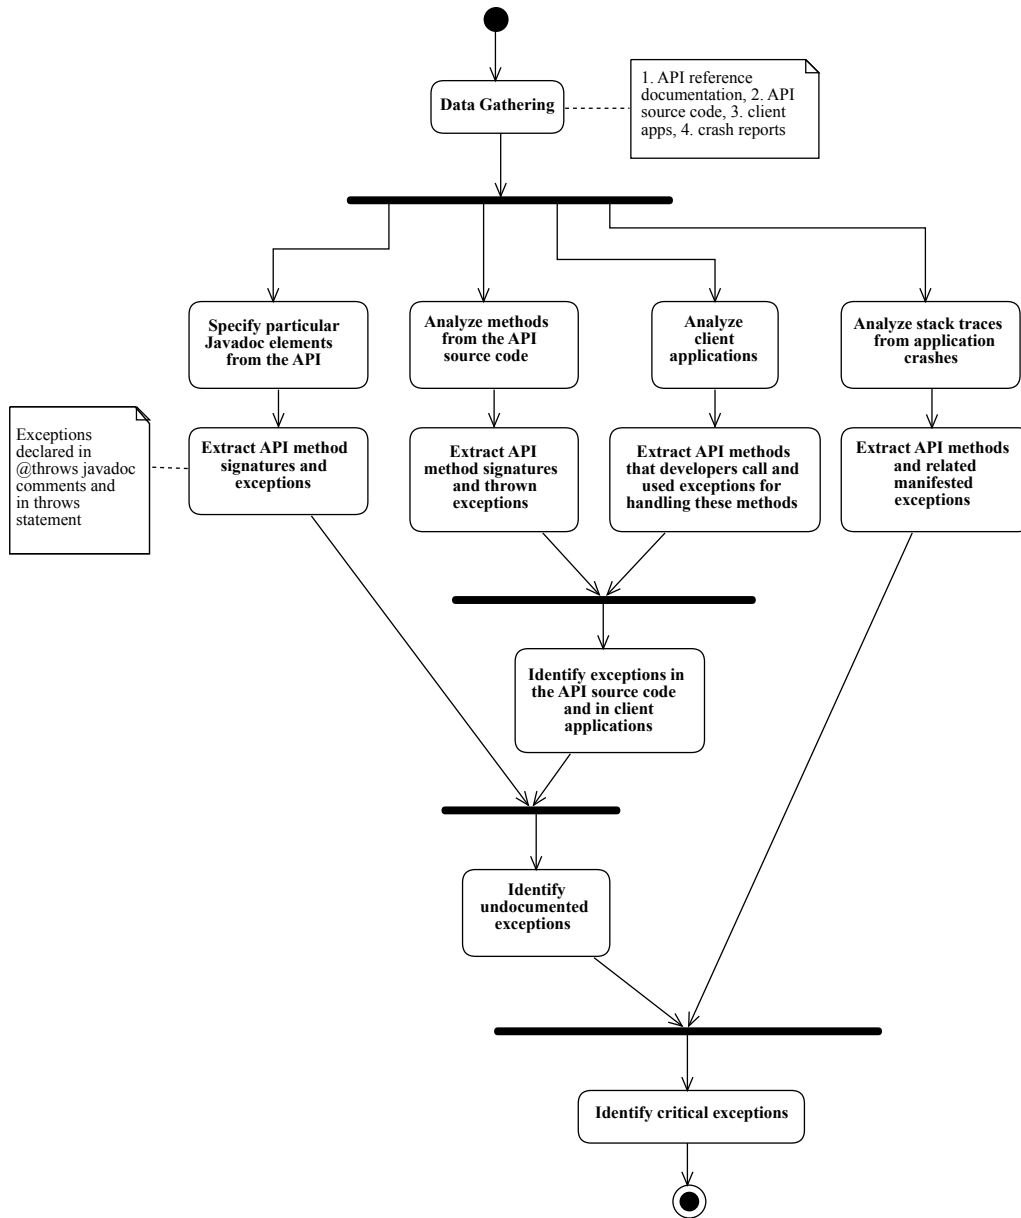 Data Gathering
1. API reference
documentation, 2. API
source code, 3. client
apps, 4. crash reports
Specify particular
Javadoc elements
from the API
Analyze methods
from the API
source code
Analyze
client
applications
Analyze stack traces
from application
crashes
Exceptions
declared in
@throws javadoc
comments and
in throws
statement
Extract API method
signatures and
exceptions
Extract API
method signatures
and thrown
exceptions
Extract API methods
that developers call and
used exceptions for
handling these methods
Extract API methods
and related
manifested
exceptions
Identify exceptions in
the API source code
and in client
applications
Identify
undocumented
exceptions
Identify critical exceptions